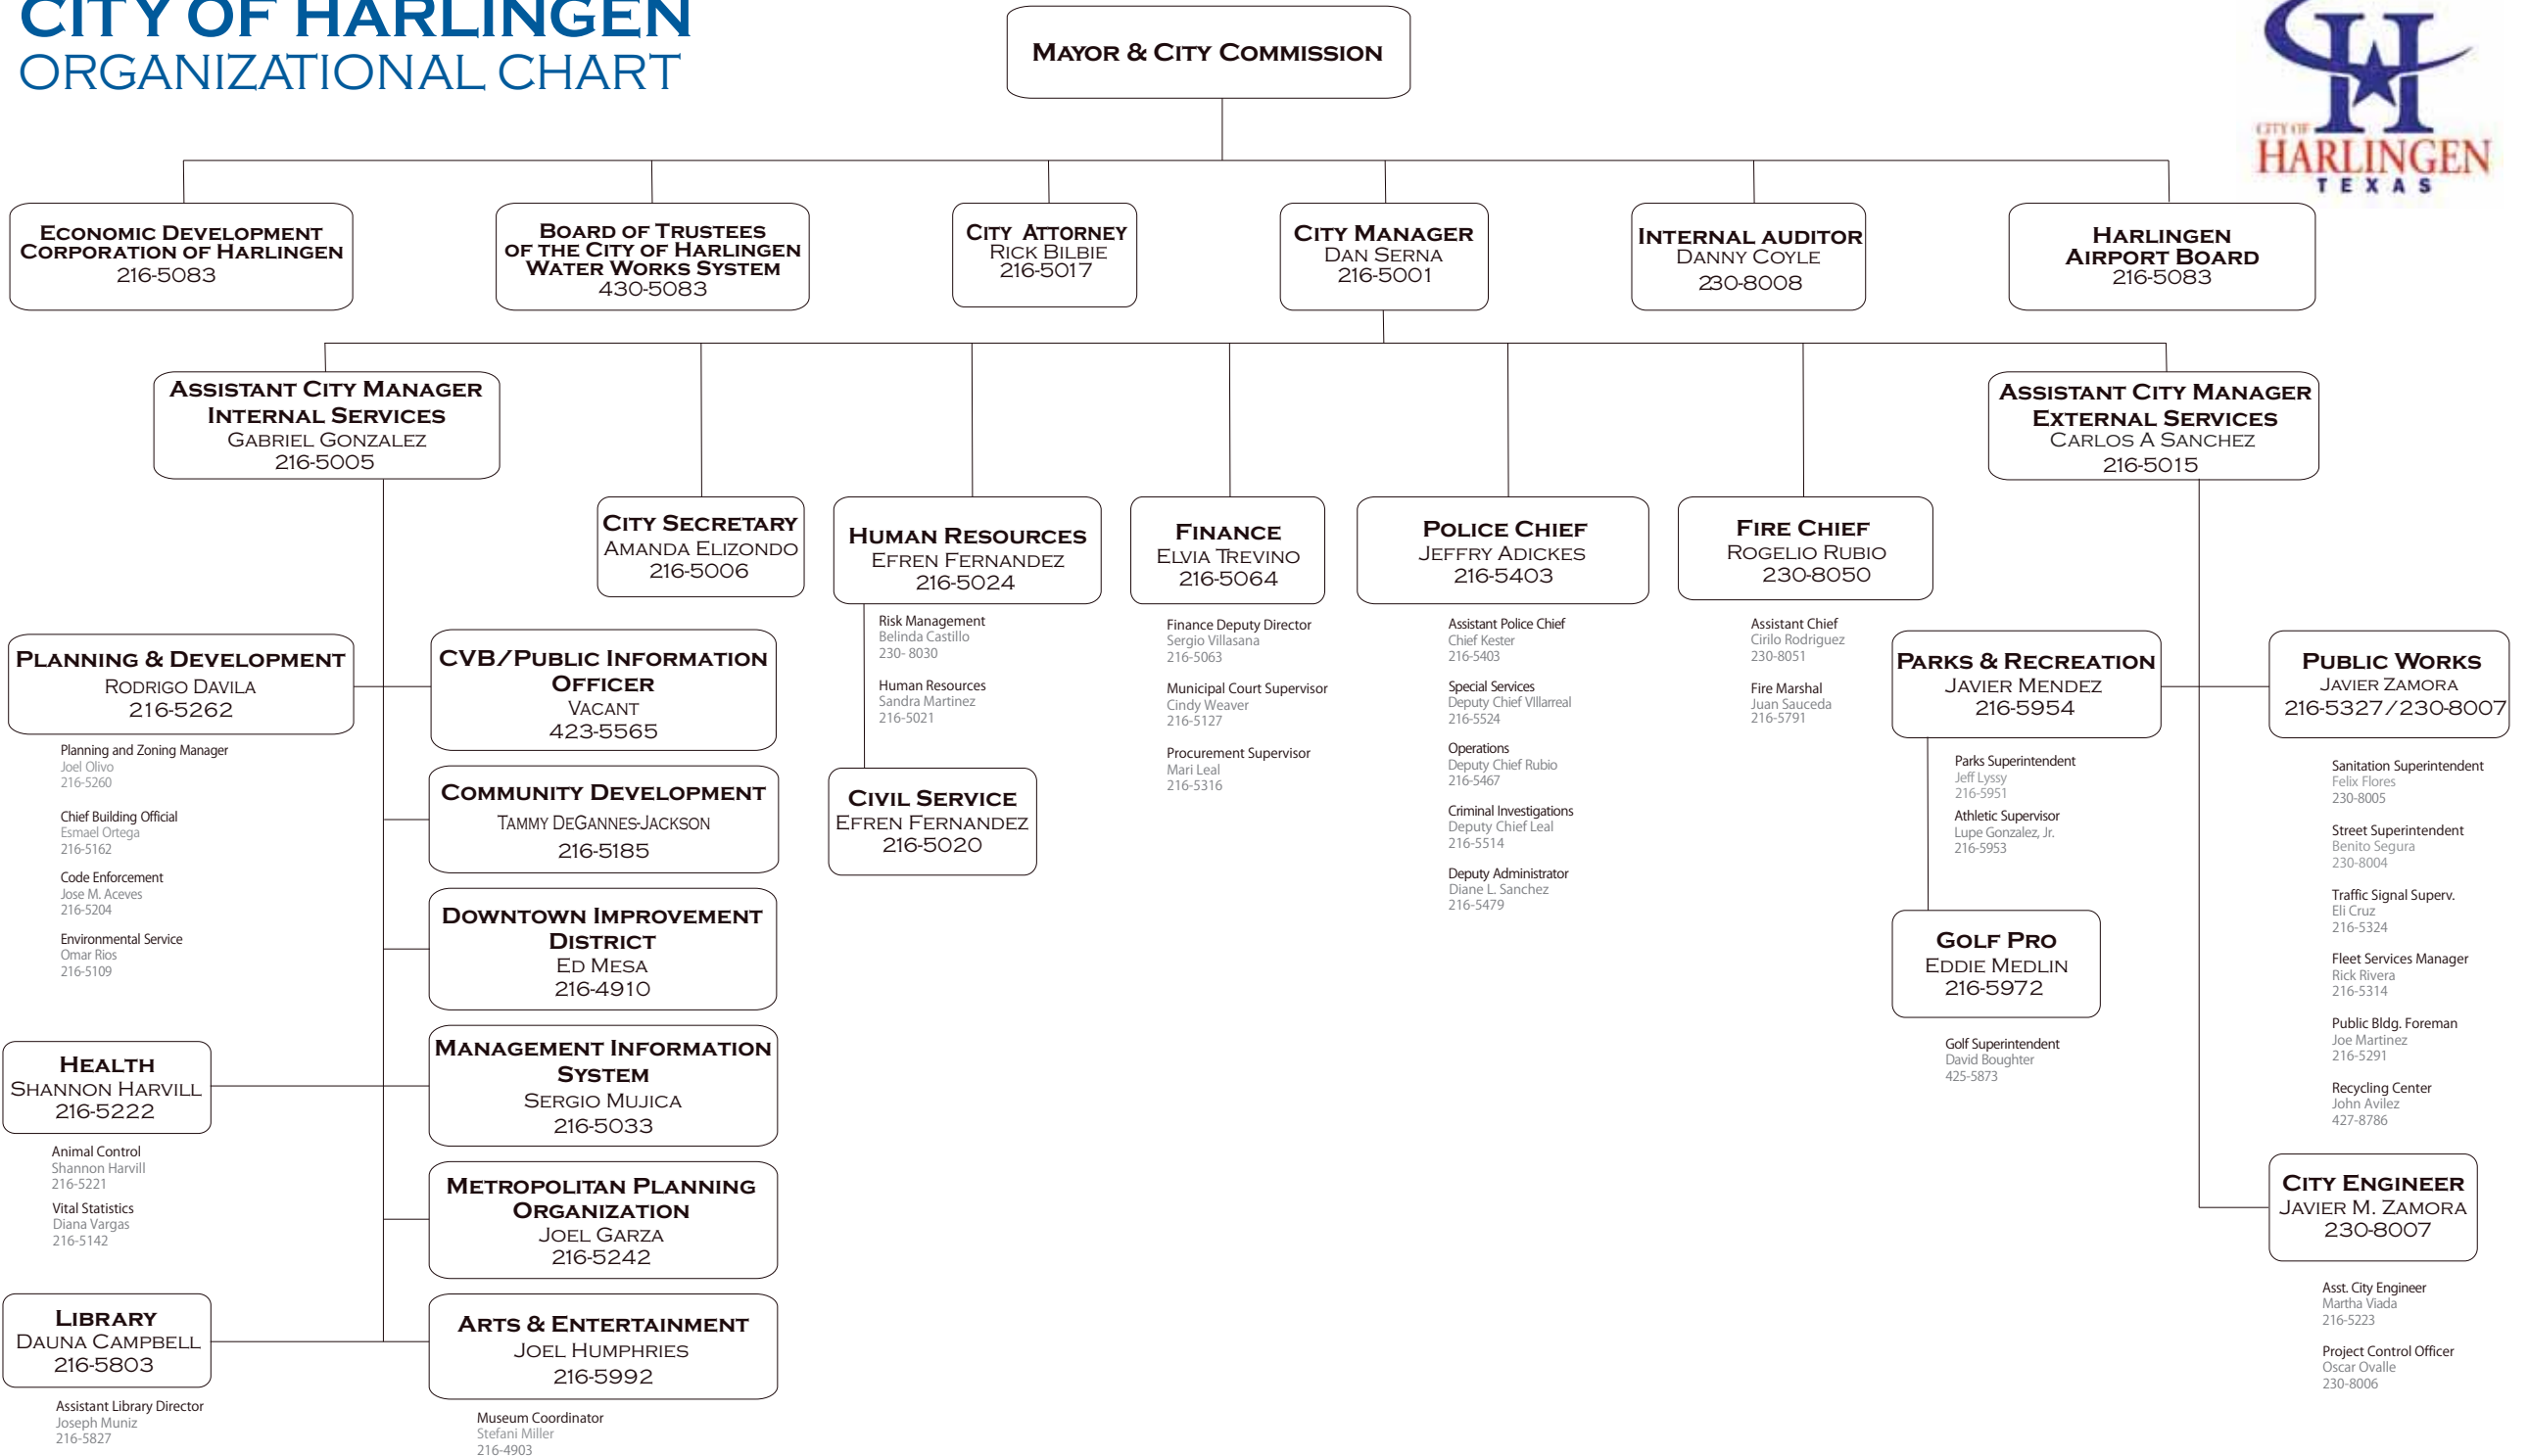 CITY OF HARLINGEN
ORGANIZATIONAL CHART
MAYOR & CITY COMMISSION
CITY OF
HARLINGEN
TEXAS
ECONOMIC DEVELOPMENT
CORPORATION OF HARLINGEN
216-5083
BOARD OF TRUSTEES
OF THE CITY OF HARLINGEN
WATER WORKS SYSTEM
430-5083
CITY ATTORNEY
RICK BILBIE
216-5017
CITY MANAGER
DAN SERNA
216-5001
INTERNAL AUDITOR
DANNY COYLE
230-8008
HARLINGEN
AIRPORT BOARD
216-5083
ASSISTANT CITY MANAGER
INTERNAL SERVICES
GABRIEL GONZALEZ
216-5005
ASSISTANT CITY MANAGER
EXTERNAL SERVICES
CARLOS A SANCHEZ
216-5015
CITY SECRETARY
AMANDA ELIZONDO
216-5006
HUMAN RESOURCES
EFREN FERNANDEZ
216-5024
Risk Management
Belinda Castillo
230- 8030
Human Resources
Sandra Martinez
216-5021
CIVIL SERVICE
EFREN FERNANDEZ
216-5020
FINANCE
ELVIA TREVINO
216-5064
Finance Deputy Director
Sergio Villasana
216-5063
Municipal Court Supervisor
Cindy Weaver
216-5127
Procurement Supervisor
Mari Leal
216-5316
POLICE CHIEF
JEFFRY ADICKES
216-5403
Assistant Police Chief
Chief Kester
216-5403
Special Services
Deputy Chief VIllarreal
216-5524
Operations
Deputy Chief Rubio
216-5467
Criminal Investigations
Deputy Chief Leal
216-5514
Deputy Administrator
Diane L. Sanchez
216-5479
FIRE CHIEF
ROGELIO RUBIO
230-8050
Assistant Chief
Cirilo Rodriguez
230-8051
Fire Marshal
Juan Sauceda
216-5791
PLANNING & DEVELOPMENT
RODRIGO DAVILA
216-5262
Planning and Zoning Manager
Joel Olivo
216-5260
Chief Building Official
Esmael Ortega
216-5162
Code Enforcement
Jose M. Aceves
216-5204
Environmental Service
Omar Rios
216-5109
HEALTH
SHANNON HARVILL
216-5222
Animal Control
Shannon Harvill
216-5221
Vital Statistics
Diana Vargas
216-5142
LIBRARY
DAUNA CAMPBELL
216-5803
Assistant Library Director
Joseph Muniz
216-5827
CVB/PUBLIC INFORMATION
OFFICER
VACANT
423-5565
COMMUNITY DEVELOPMENT
TAMMY DEGANNES-JACKSON
216-5185
DOWNTOWN IMPROVEMENT
DISTRICT
ED MESA
216-4910
MANAGEMENT INFORMATION
SYSTEM
SERGIO MUJICA
216-5033
METROPOLITAN PLANNING
ORGANIZATION
JOEL GARZA
216-5242
ARTS & ENTERTAINMENT
JOEL HUMPHRIES
216-5992
Museum Coordinator
Stefani Miller
216-4903
PARKS & RECREATION
JAVIER MENDEZ
216-5954
Parks Superintendent
Jeff Lyssy
216-5951
Athletic Supervisor
Lupe Gonzalez, Jr.
216-5953
GOLF PRO
EDDIE MEDLIN
216-5972
Golf Superintendent
David Boughter
425-5873
PUBLIC WORKS
JAVIER ZAMORA
216-5327/230-8007
Sanitation Superintendent
Felix Flores
230-8005
Street Superintendent
Benito Segura
230-8004
Traffic Signal Superv.
Eli Cruz
216-5324
Fleet Services Manager
Rick Rivera
216-5314
Public Bldg. Foreman
Joe Martinez
216-5291
Recycling Center
John Avilez
427-8786
CITY ENGINEER
JAVIER M. ZAMORA
230-8007
Asst. City Engineer
Martha Viada
216-5223
Project Control Officer
Oscar Ovalle
230-8006